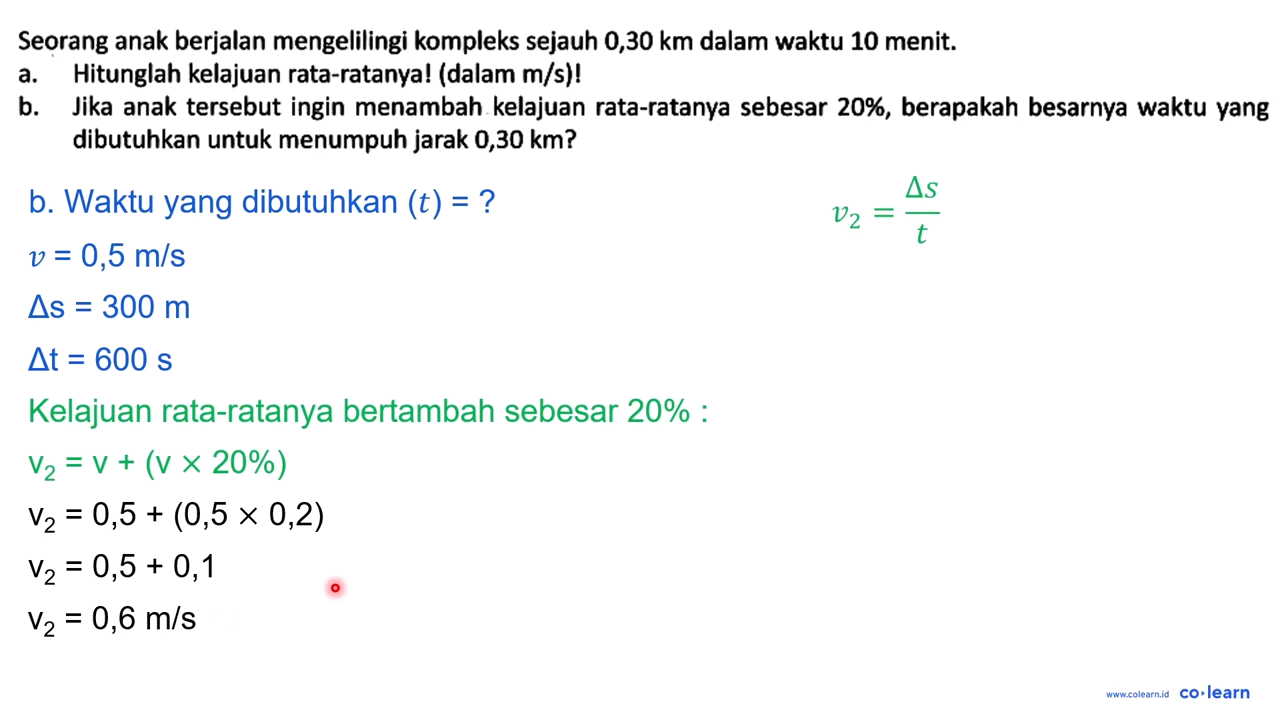 Seorang anak berjalan mengelilingi kompleks sejauh 0,30 km dalam waktu 10 menit.
a. Hitunglah kelajuan rata-ratanya! (dalam m/s)!
b. Jika anak tersebut ingin menambah kelajuan rata-ratanya sebesar 20%, berapakah besarnya waktu yang
dibutuhkan untuk menumpuh jarak 0,30 km?
b. Waktu yang dibutuhkan (t) = ?
v = 0,5 m/s
Δs = 300 m
Δt = 600 s
Kelajuan rata-ratanya bertambah sebesar 20% :
v₂ = v + (v × 20%)
v₂ = 0,5 + (0,5 × 0,2)
v₂ = 0,5 + 0,1
v₂ = 0,6 m/s
v₂ = Δs/t
www.colearn.id co·learn